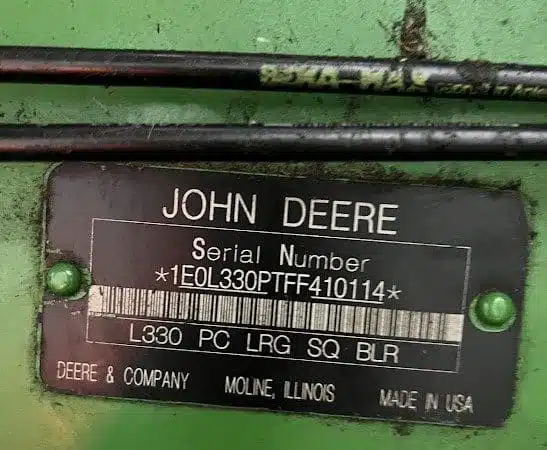 JOHN DEERE
Serial Number
*1E0L330PTFF410114*
L330 PC LRG SQ BLR
DEERE & COMPANY MOLINE, ILLINOIS MADE IN USA